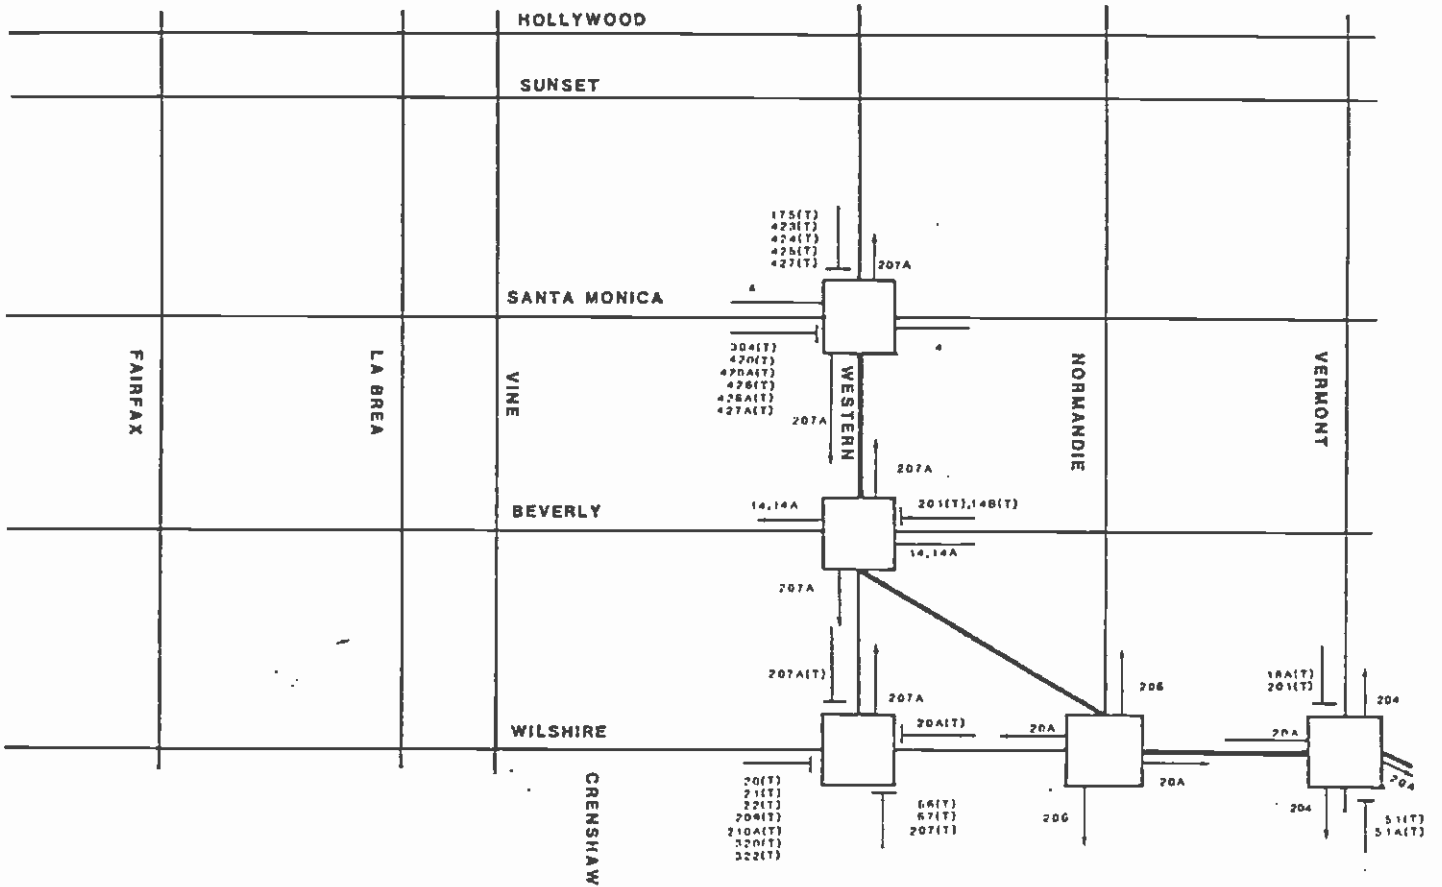 HOLLYWOOD
SUNSET
175(T)
423(T)
424(T)
425(T)
427(T)
207A
4
SANTA MONICA
4
304(T)
420(T)
420A(T)
426(T)
426A(T)
427A(T)
207A
FAIRFAX
LA BREA
VINE
WESTERN
NORMANDIE
VERMONT
207A
BEVERLY
14,14A
201(T),14B(T)
14,14A
207A
207A(T)
207A
206
18A(T)
201(T)
204
WILSHIRE
20A(T)
20A
20A
20A
204
CRENSHAW
20(T)
21(T)
22(T)
209(T)
210A(T)
320(T)
322(T)
66(T)
67(T)
207(T)
206
204
51(T)
51A(T)